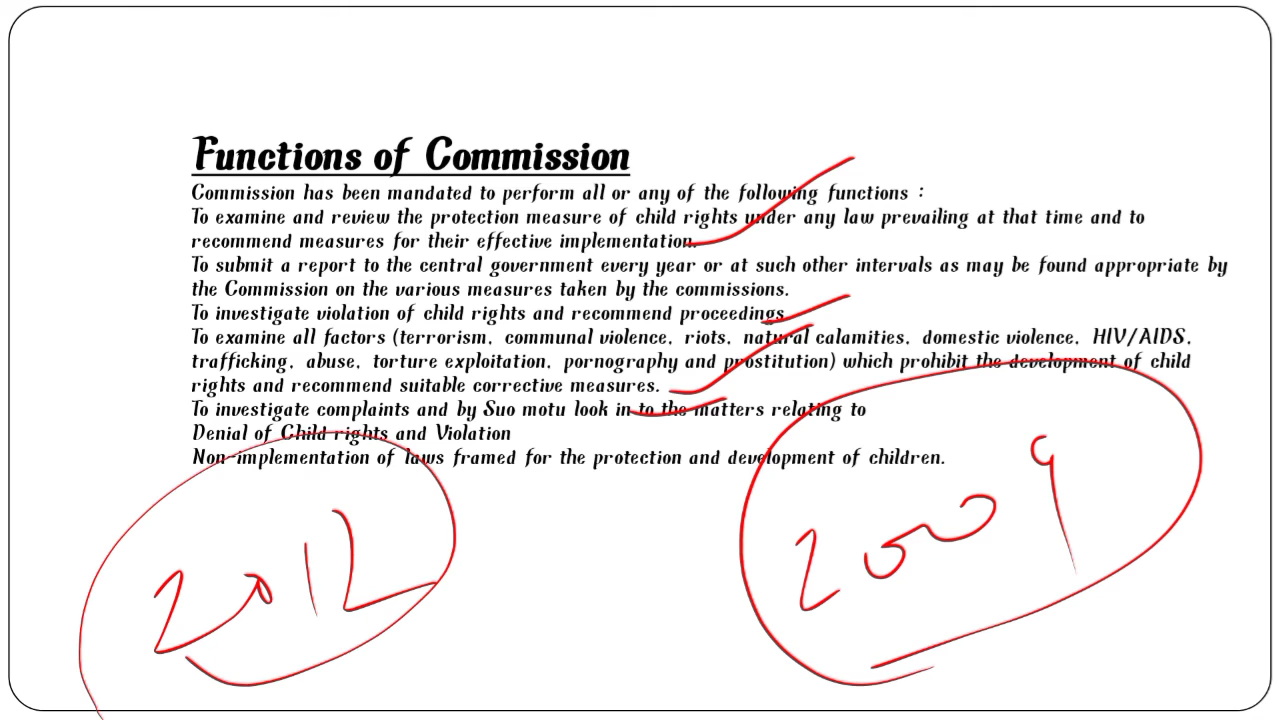 Functions of Commission
Commission has been mandated to perform all or any of the following functions :
To examine and review the protection measure of child rights under any law prevailing at that time and to
recommend measures for their effective implementation.
To submit a report to the central government every year or at such other intervals as may be found appropriate by
the Commission on the various measures taken by the commissions.
To investigate violation of child rights and recommend proceedings
To examine all factors (terrorism, communal violence, riots, natural calamities, domestic violence, HIV/AIDS,
trafficking, abuse, torture exploitation, pornography and prostitution) which prohibit the development of child
rights and recommend suitable corrective measures.
To investigate complaints and by Suo motu look in to the matters relating to
Denial of Child rights and Violation
Non-implementation of laws framed for the protection and development of children.
2012
2009